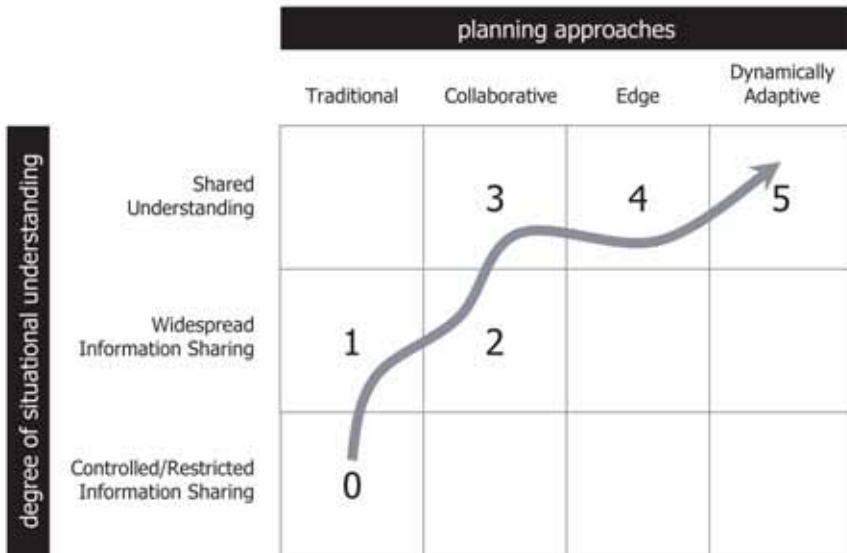 planning approaches
Traditional
Collaborative
Edge
Dynamically
Adaptive
degree of situational understanding
Shared
Understanding
3
4
5
Widespread
Information Sharing
1
2
Controlled/Restricted
Information Sharing
0